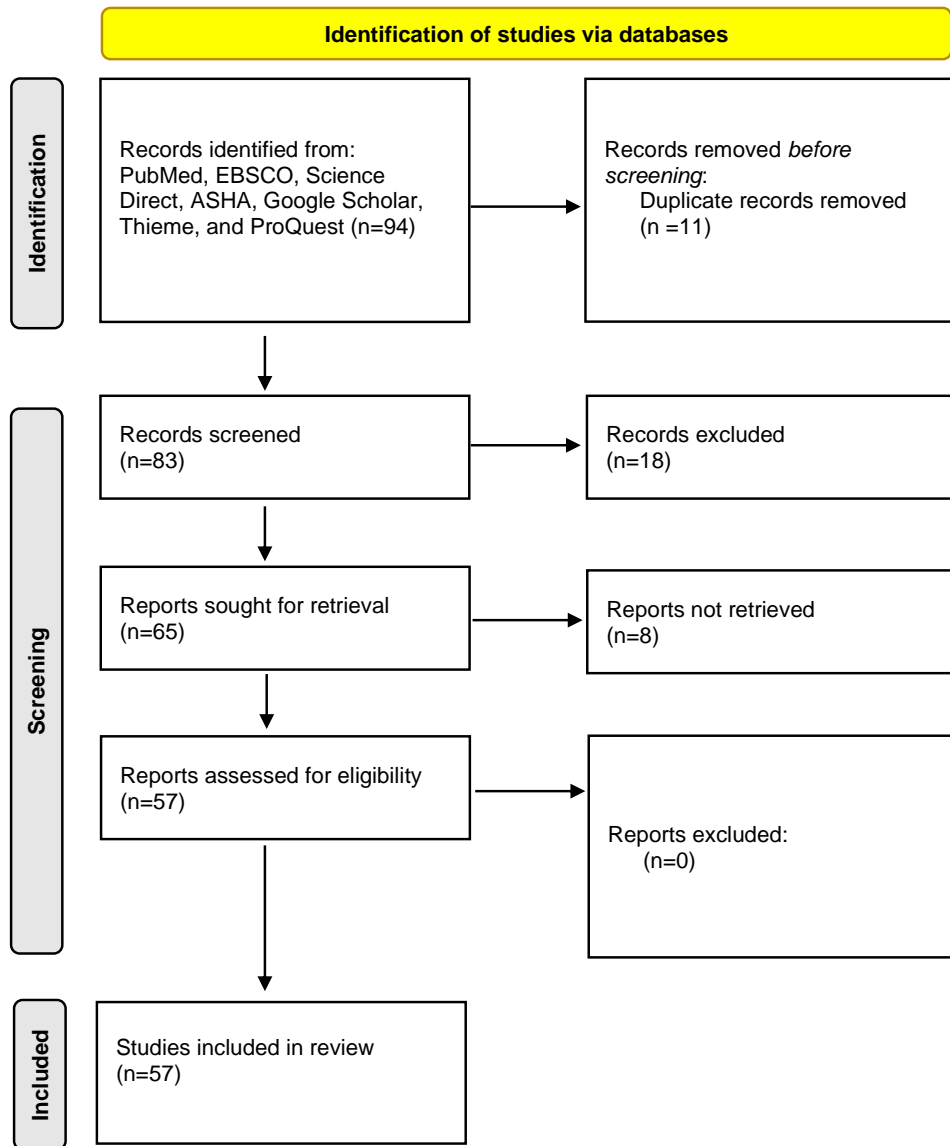 Identification of studies via databases
Identification
Records identified from:
PubMed, EBSCO, Science
Direct, ASHA, Google Scholar,
Thieme, and ProQuest (n=94)
Records removed before
screening:
Duplicate records removed
(n =11)
Screening
Records screened
(n=83)
Records excluded
(n=18)
Reports sought for retrieval
(n=65)
Reports not retrieved
(n=8)
Reports assessed for eligibility
(n=57)
Reports excluded:
(n=0)
Included
Studies included in review
(n=57)